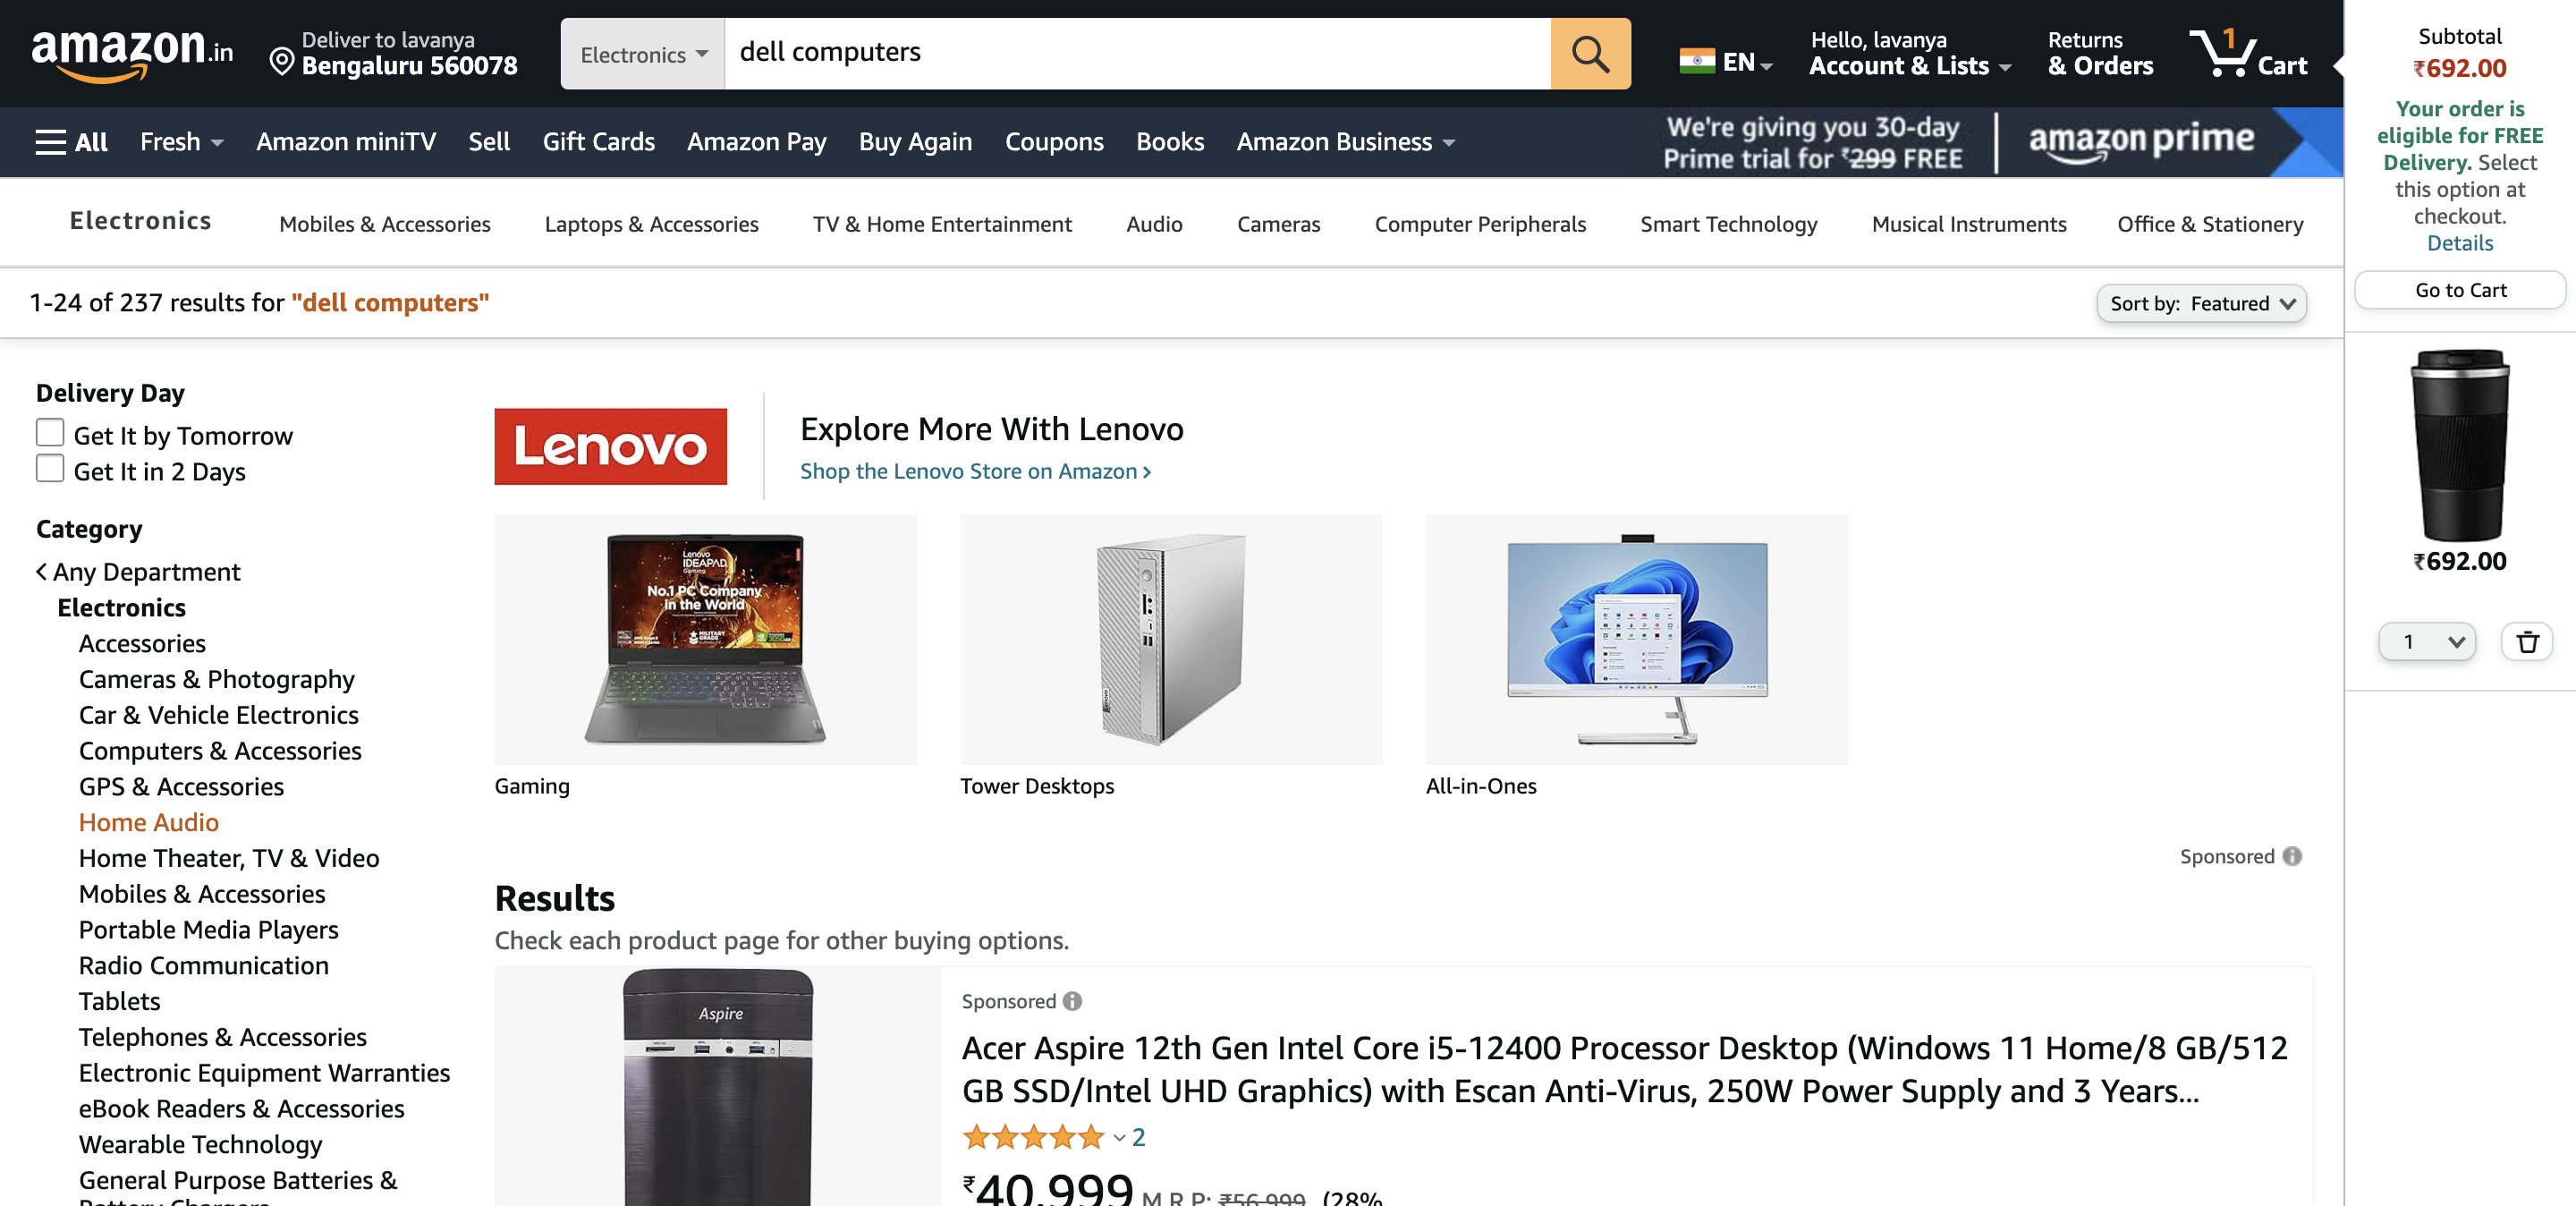 amazon.in
Deliver to lavanya
Bengaluru 560078
Electronics
dell computers
EN
Hello, lavanya
Account & Lists
Returns
& Orders
1
Cart
All
Fresh
Amazon miniTV
Sell
Gift Cards
Amazon Pay
Buy Again
Coupons
Books
Amazon Business
We're giving you 30-day
Prime trial for ₹299 FREE
amazon prime
Electronics
Mobiles & Accessories
Laptops & Accessories
TV & Home Entertainment
Audio
Cameras
Computer Peripherals
Smart Technology
Musical Instruments
Office & Stationery
1-24 of 237 results for "dell computers"
Sort by: Featured
Subtotal
₹692.00
Your order is
eligible for FREE
Delivery. Select
this option at
checkout.
Details
Go to Cart
₹692.00
1
Delivery Day
Get It by Tomorrow
Get It in 2 Days
Category
Any Department
Electronics
Accessories
Cameras & Photography
Car & Vehicle Electronics
Computers & Accessories
GPS & Accessories
Home Audio
Home Theater, TV & Video
Mobiles & Accessories
Portable Media Players
Radio Communication
Tablets
Telephones & Accessories
Electronic Equipment Warranties
eBook Readers & Accessories
Wearable Technology
General Purpose Batteries &
Battery Chargers
Lenovo
Explore More With Lenovo
Shop the Lenovo Store on Amazon ›
Lenovo
IDEAPAD
Gaming
No.1 PC Company
in the World
MILITARY
GRADE
Lenovo
Gaming
Tower Desktops
All-in-Ones
Sponsored
Results
Check each product page for other buying options.
Aspire
Sponsored
Acer Aspire 12th Gen Intel Core i5-12400 Processor Desktop (Windows 11 Home/8 GB/512
GB SSD/Intel UHD Graphics) with Escan Anti-Virus, 250W Power Supply and 3 Years...
2
₹40,999 M.R.P: ₹56,999 (28%